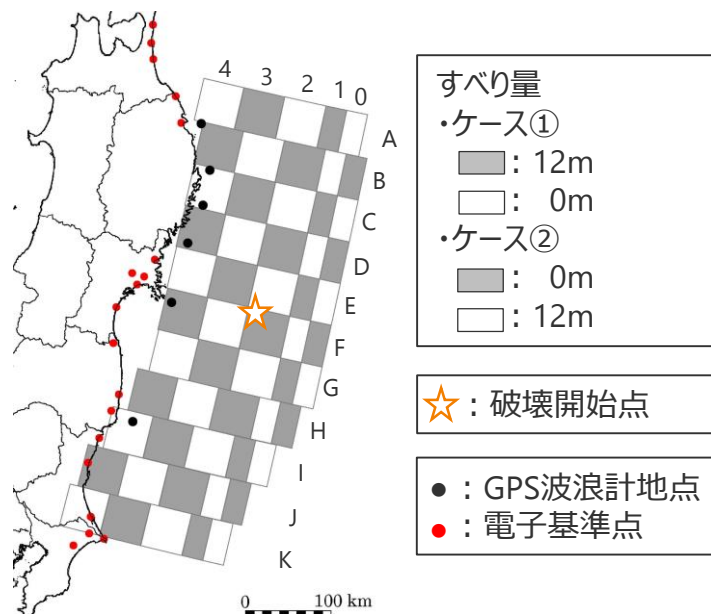 4 3 2 1 0
A
B
C
D
E
F
G
H
I
J
K
0 100 km
すべり量
・ケース①
:12m
: 0m
・ケース②
: 0m
:12m
:破壊開始点
:GPS波浪計地点
:電子基準点